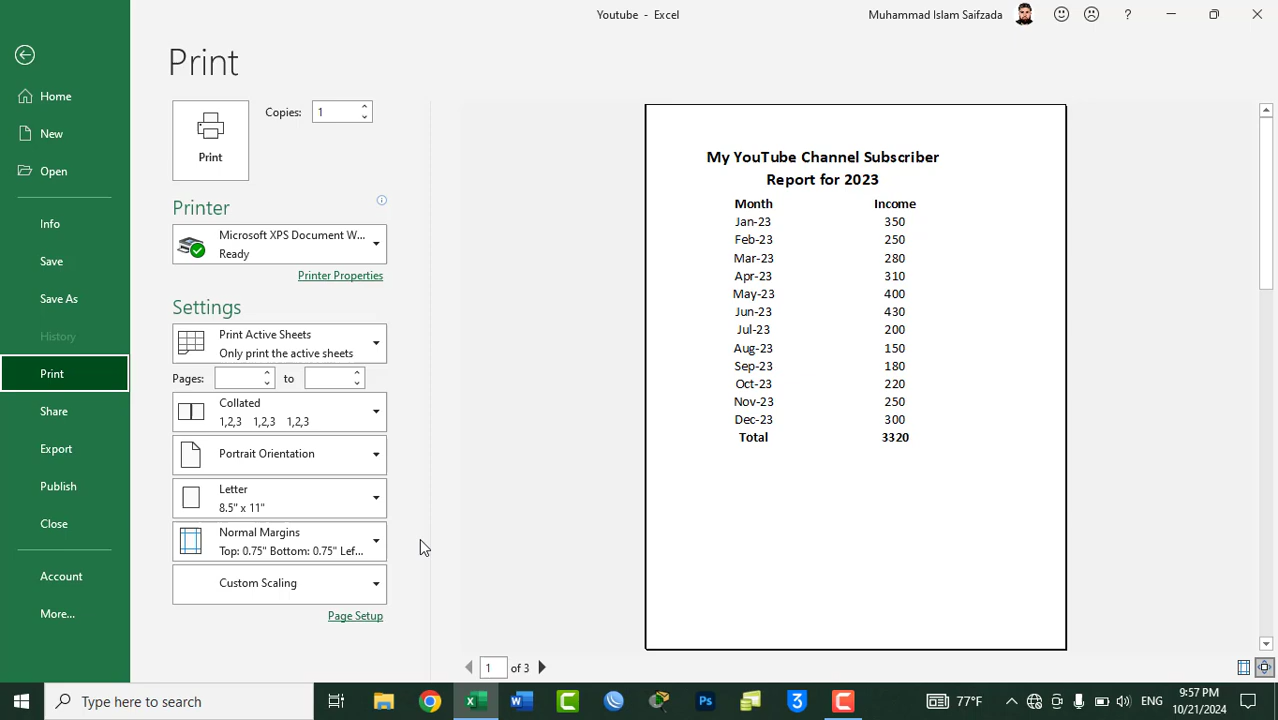 Youtube - Excel
Muhammad Islam Saifzada
?
Print
Home
New
Open
Info
Save
Save As
History
Print
Share
Export
Publish
Close
Account
More...
Print
Copies: 1
Printer
Microsoft XPS Document W...
Ready
Printer Properties
Settings
Print Active Sheets
Only print the active sheets
Pages: to
Collated
1,2,3 1,2,3 1,2,3
Portrait Orientation
Letter
8.5" x 11"
Normal Margins
Top: 0.75" Bottom: 0.75" Lef...
Custom Scaling
Page Setup
My YouTube Channel Subscriber
Report for 2023
Month Income
Jan-23 350
Feb-23 250
Mar-23 280
Apr-23 310
May-23 400
Jun-23 430
Jul-23 200
Aug-23 150
Sep-23 180
Oct-23 220
Nov-23 250
Dec-23 300
Total 3320
1 of 3
Type here to search
77°F
ENG
9:57 PM
10/21/2024